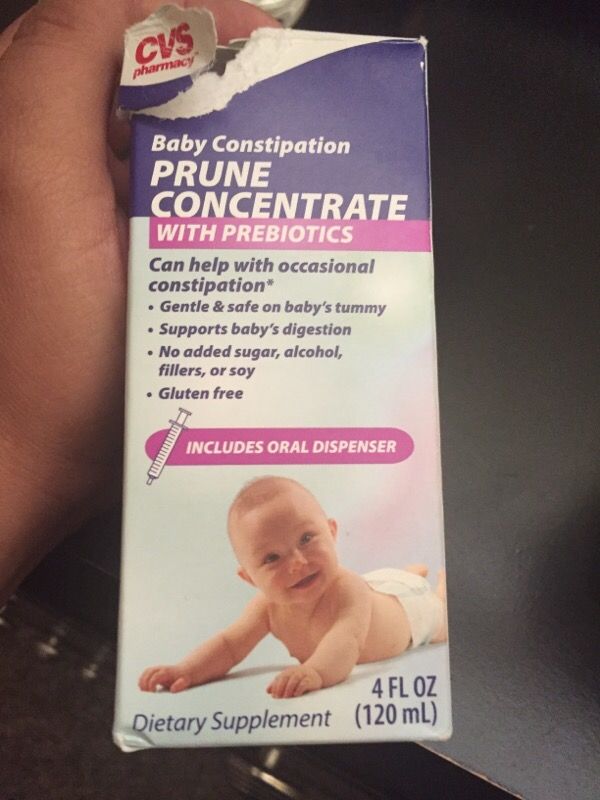 CVS
pharmacy™
Baby Constipation
PRUNE
CONCENTRATE
WITH PREBIOTICS
Can help with occasional
constipation*
• Gentle & safe on baby's tummy
• Supports baby's digestion
• No added sugar, alcohol,
fillers, or soy
• Gluten free
INCLUDES ORAL DISPENSER
4 FL OZ
Dietary Supplement (120 mL)